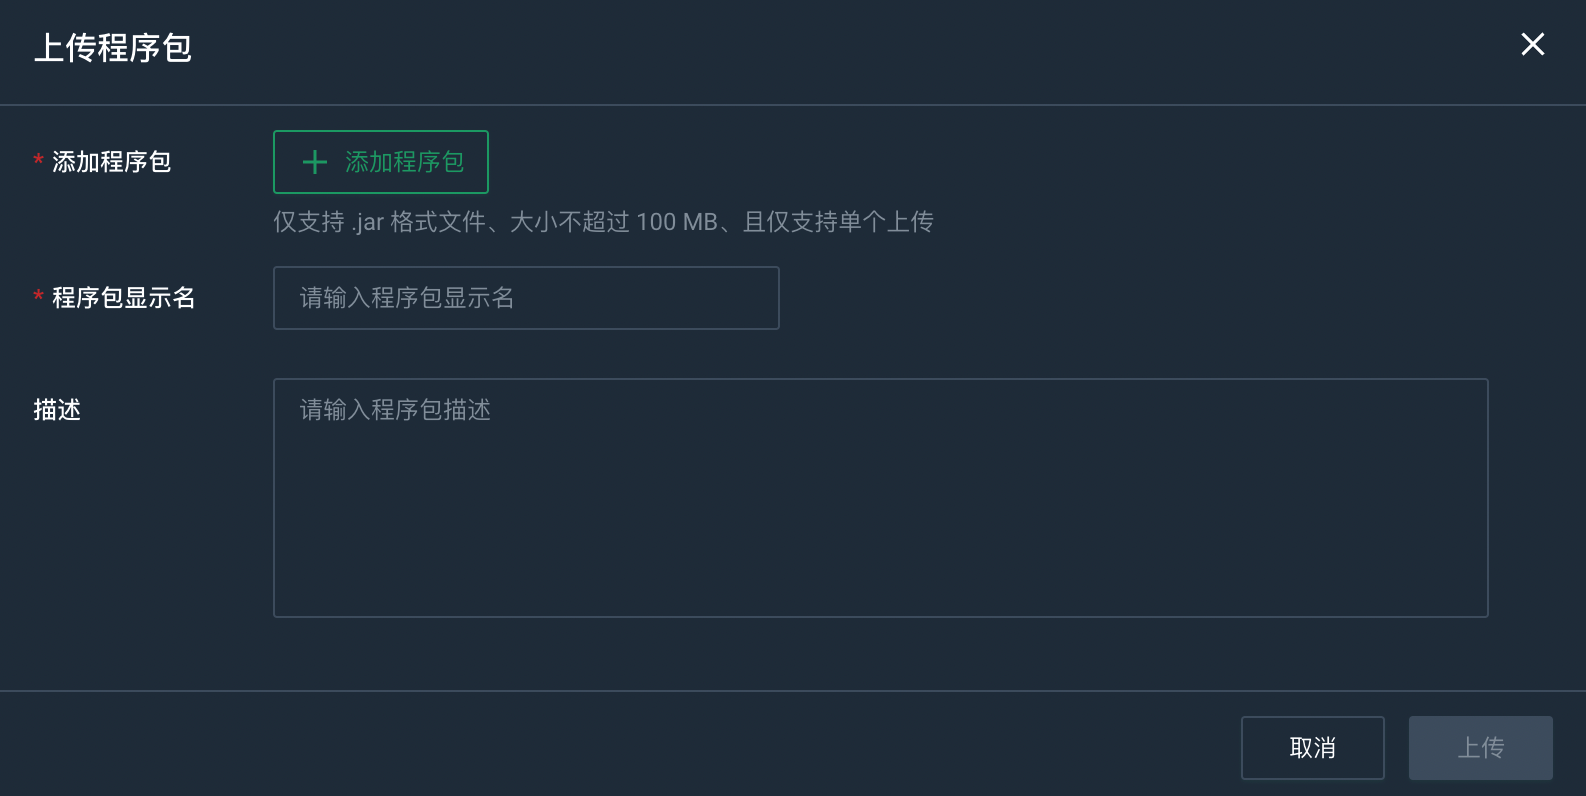 上传程序包
* 添加程序包
添加程序包
仅支持 .jar 格式文件、大小不超过 100 MB、且仅支持单个上传
* 程序包显示名
请输入程序包显示名
描述
请输入程序包描述
取消
上传